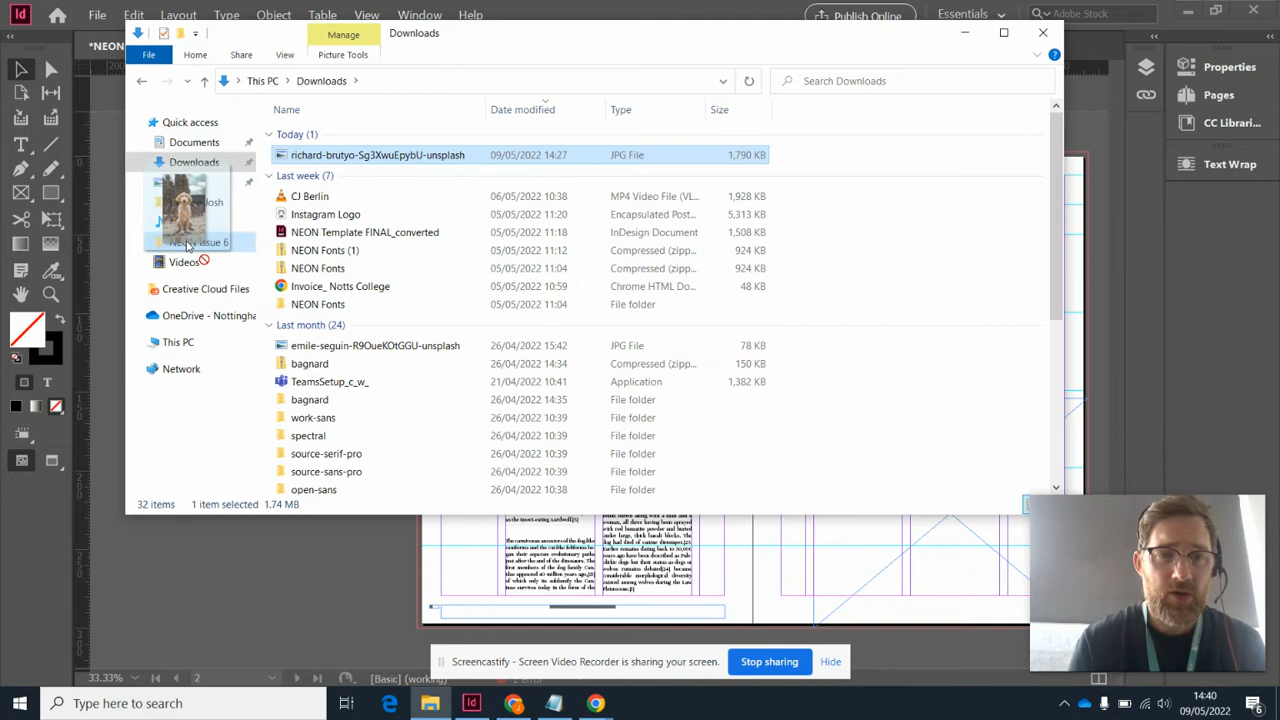 Publish Online
Essentials
*NEON
Manage
Downloads
File
Home
Share
View
Picture Tools
This PC
Downloads
Search Downloads
Name
Date modified
Type
Size
Quick access
Documents
Downloads
NEON Issue 6
Videos
Creative Cloud Files
OneDrive - Nottingha
This PC
Network
Today (1)
richard-brutyo-Sg3XwuEpybU-unsplash 09/05/2022 14:27 JPG File 1,790 KB
Last week (7)
CJ Berlin 06/05/2022 10:38 MP4 Video File (VL... 1,928 KB
Instagram Logo 05/05/2022 11:20 Encapsulated Post... 5,313 KB
NEON Template FINAL_converted 05/05/2022 11:18 InDesign Document 1,508 KB
NEON Fonts (1) 05/05/2022 11:12 Compressed (zipp... 924 KB
NEON Fonts 05/05/2022 11:04 Compressed (zipp... 924 KB
Invoice_ Notts College 05/05/2022 10:59 Chrome HTML Do... 48 KB
NEON Fonts 05/05/2022 11:04 File folder
Last month (24)
emile-seguin-R9OueKOtGGU-unsplash 26/04/2022 15:42 JPG File 78 KB
bagnard 26/04/2022 14:34 Compressed (zipp... 150 KB
TeamsSetup_c_w_ 21/04/2022 10:41 Application 1,382 KB
bagnard 26/04/2022 14:35 File folder
work-sans 26/04/2022 10:39 File folder
spectral 26/04/2022 10:39 File folder
source-serif-pro 26/04/2022 10:39 File folder
source-sans-pro 26/04/2022 10:39 File folder
open-sans 26/04/2022 10:38 File folder
32 items 1 item selected 1.74 MB
Properties
Pages
CC Librari...
Text Wrap
Screencastify - Screen Video Recorder is sharing your screen.
Stop sharing
Hide
33.33%
2
[Basic] (working)
1 error
Type here to search
14:40
09/05/2022
6